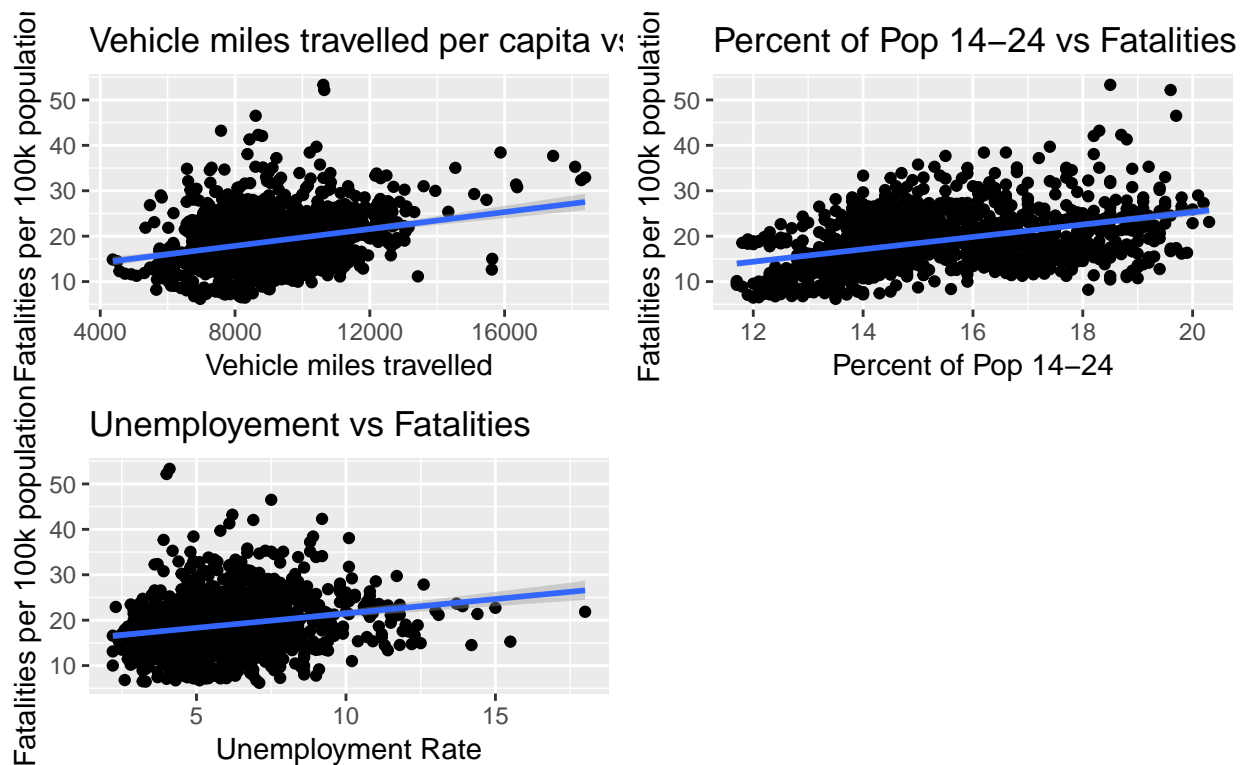 Vehicle miles travelled per capita vs
Fatalities per 100k population
50
40
30
20
10
4000 8000 12000 16000
Vehicle miles travelled
Percent of Pop 14−24 vs Fatalities
Fatalities per 100k population
50
40
30
20
10
12 14 16 18 20
Percent of Pop 14−24
Unemployement vs Fatalities
Fatalities per 100k population
50
40
30
20
10
5 10 15
Unemployment Rate